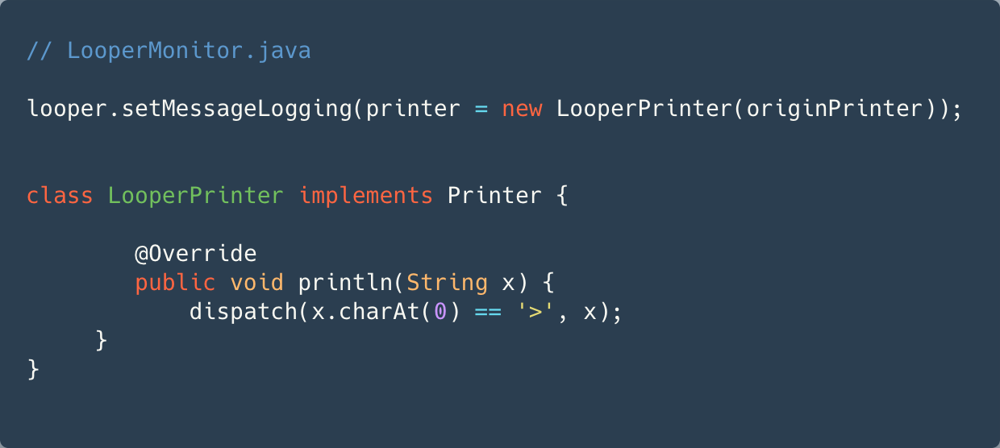 // LooperMonitor.java
looper.setMessageLogging(printer = new LooperPrinter(originPrinter));
class LooperPrinter implements Printer {
@Override
public void println(String x) {
dispatch(x.charAt(0) == '>', x);
}
}